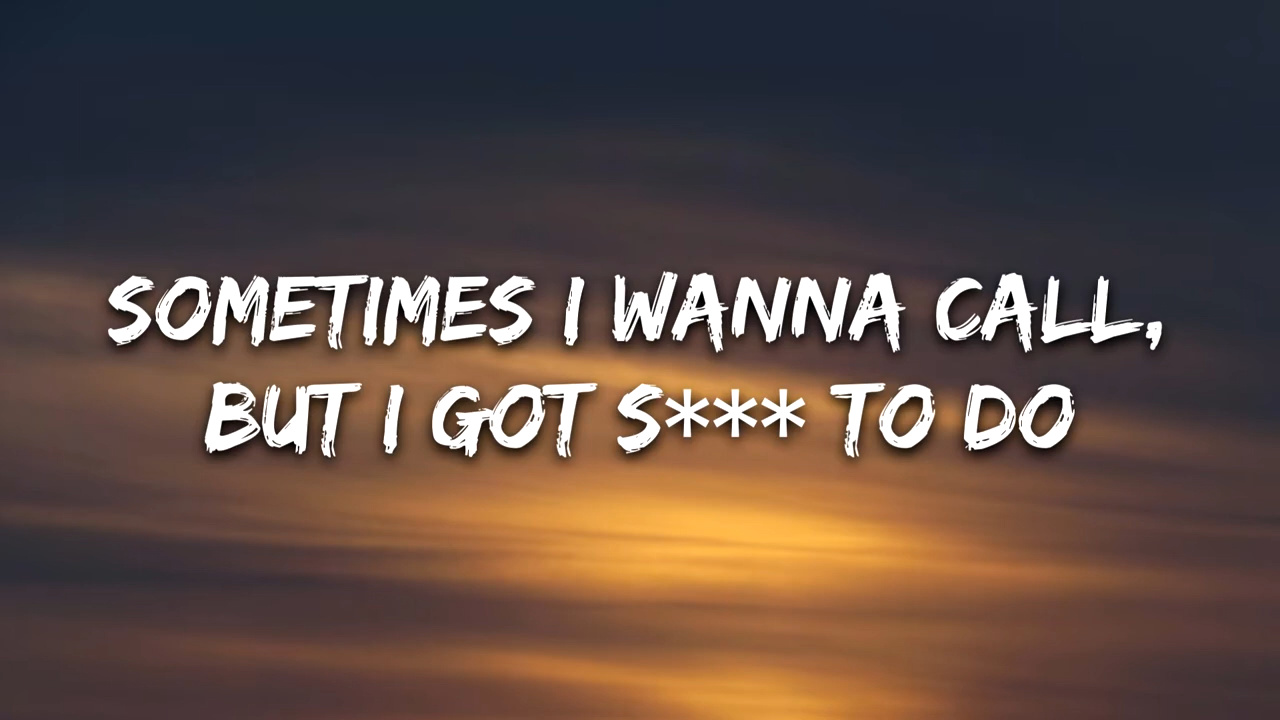 SOMETIMES I WANNA CALL,
BUT I GOT S*** TO DO